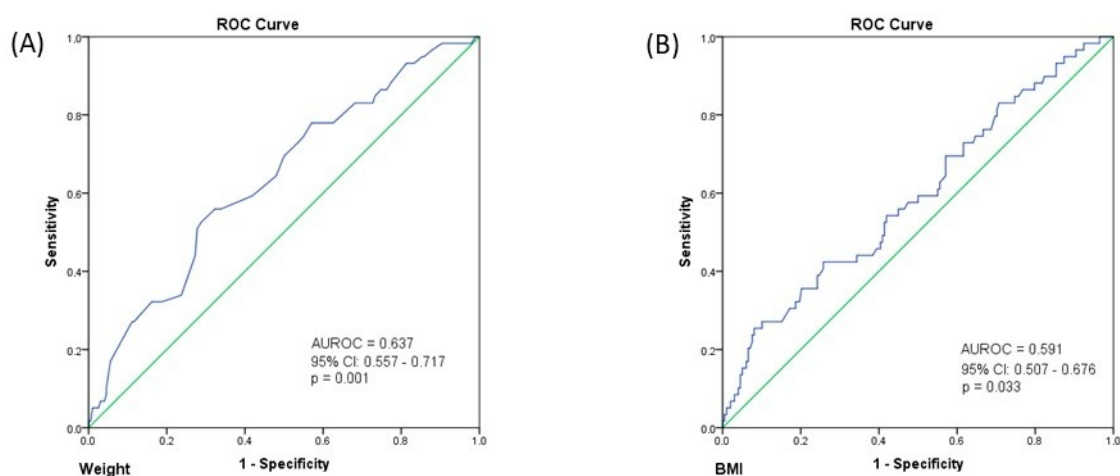 (A)
ROC Curve
Sensitivity
1.0
0.8
0.6
0.4
0.2
0.0
0.0 0.2 0.4 0.6 0.8 1.0
AUROC = 0.637
95% CI: 0.557 - 0.717
p = 0.001
Weight
1 - Specificity
(B)
ROC Curve
Sensitivity
1.0
0.8
0.6
0.4
0.2
0.0
0.0 0.2 0.4 0.6 0.8 1.0
AUROC = 0.591
95% CI: 0.507 - 0.676
p = 0.033
BMI
1 - Specificity